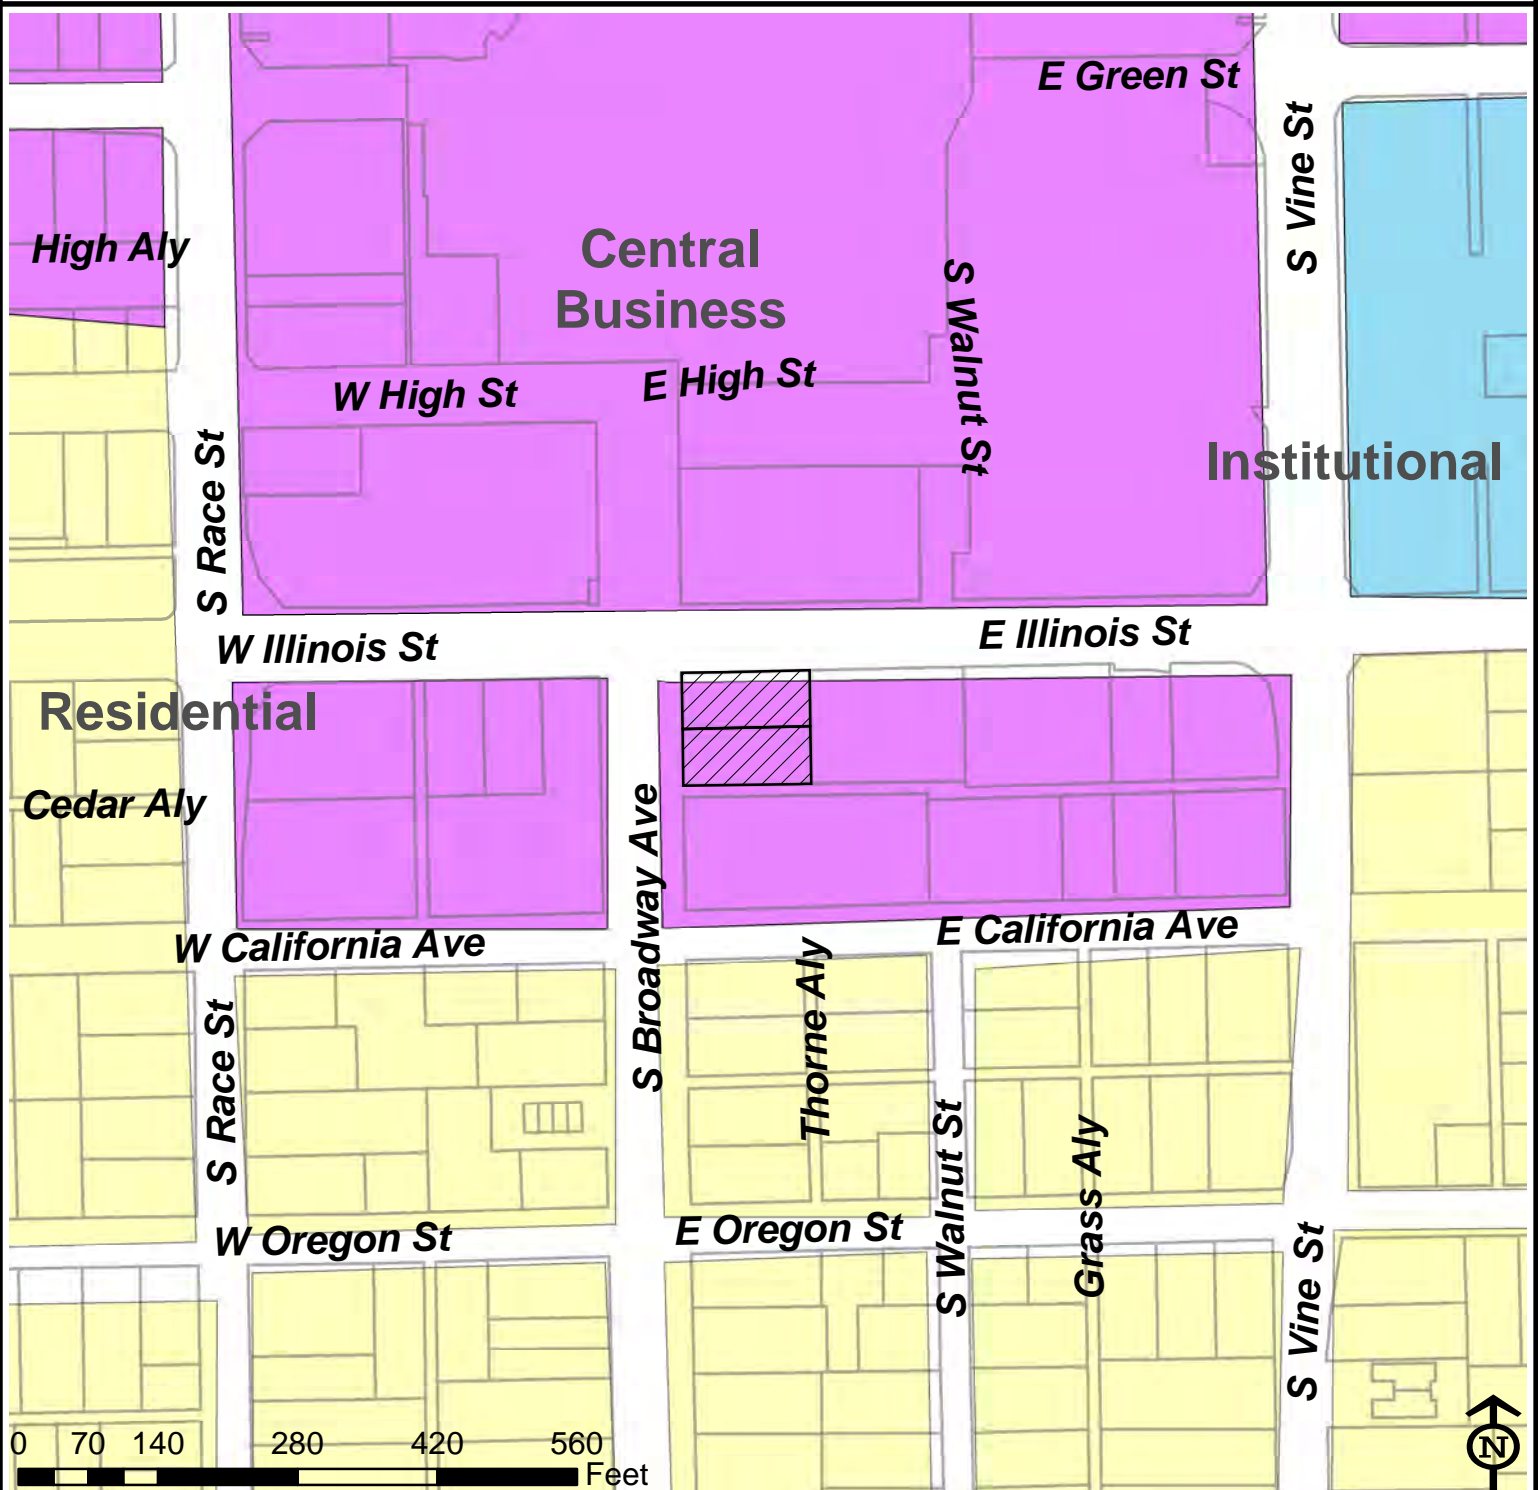 E Green St
S Vine St
High Aly
Central
Business
S Walnut St
W High St
E High St
S Race St
Institutional
W Illinois St
E Illinois St
Residential
Cedar Aly
S Broadway Ave
W California Ave
E California Ave
Thorne Aly
S Race St
S Walnut St
Grass Aly
W Oregon St
E Oregon St
S Vine St
0 70 140 280 420 560
Feet
N